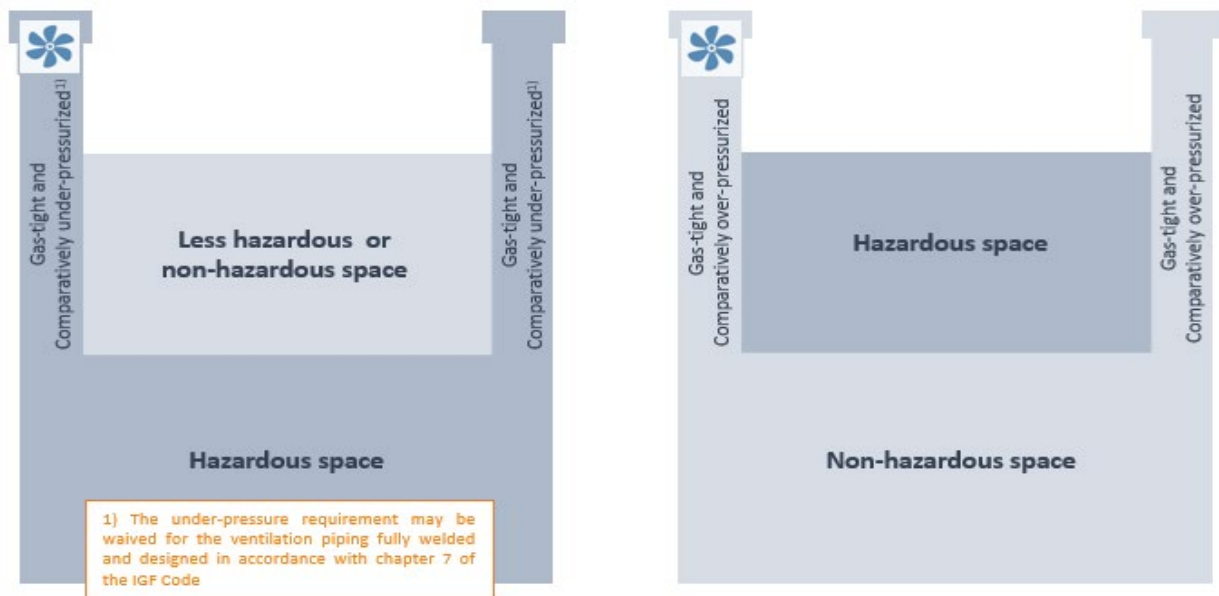 Gas-tight and
Comparatively under-pressurized1)
Less hazardous or
non-hazardous space
Gas-tight and
Comparatively under-pressurized1)
Hazardous space
1) The under-pressure requirement may be
waived for the ventilation piping fully welded
and designed in accordance with chapter 7 of
the IGF Code
Gas-tight and
Comparatively over-pressurized
Hazardous space
Gas-tight and
Comparatively over-pressurized
Non-hazardous space